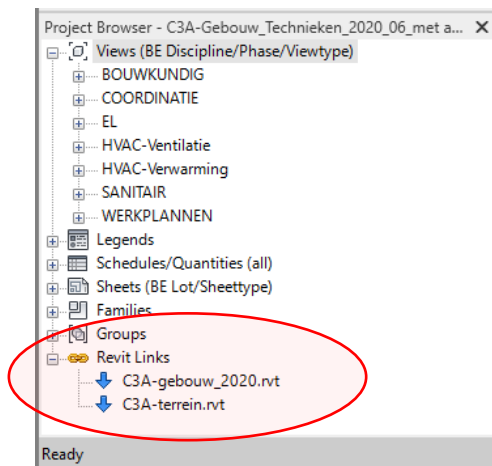 Project Browser - C3A-Gebouw_Technieken_2020_06_met a...
Views (BE Discipline/Phase/Viewtype)
BOUWKUNDIG
COORDINATIE
EL
HVAC-Ventilatie
HVAC-Verwarming
SANITAIR
WERKPLANNEN
Legends
Schedules/Quantities (all)
Sheets (BE Lot/Sheettype)
Families
Groups
Revit Links
C3A-gebouw_2020.rvt
C3A-terrein.rvt
Ready